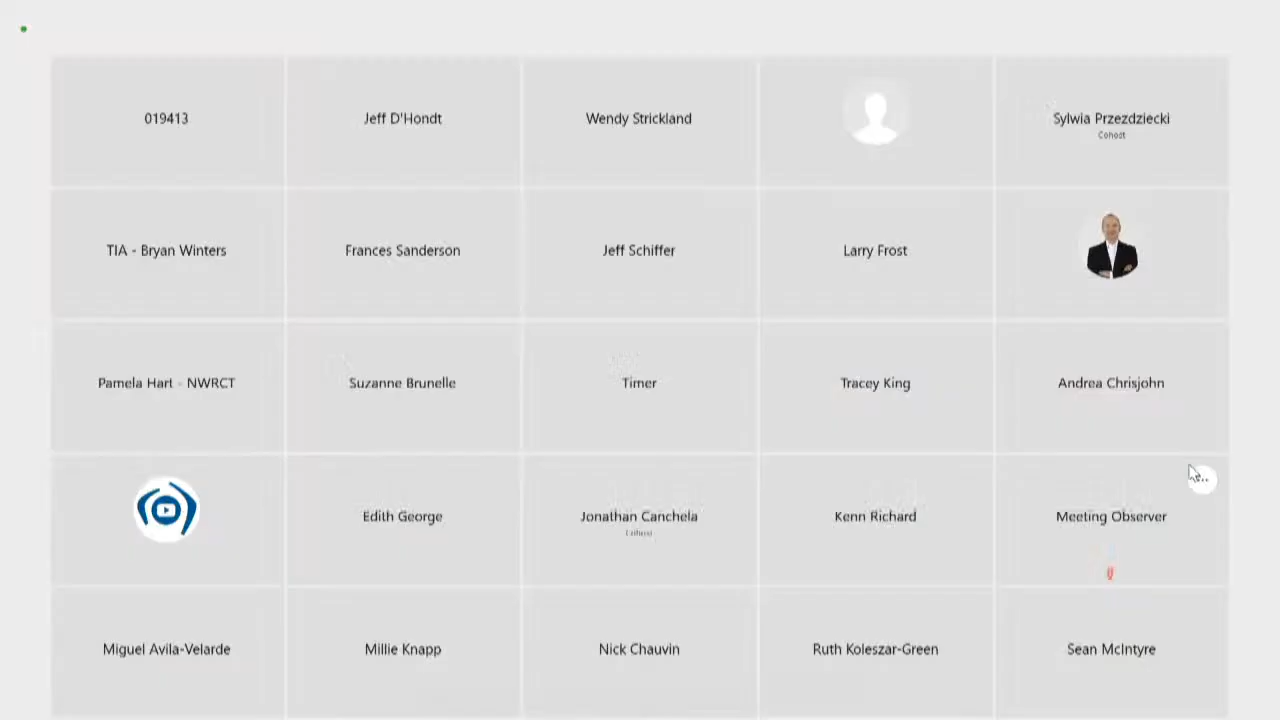 019413
Jeff D'Hondt
Wendy Strickland
Sylwia Przezdziecki
Cohost
TIA - Bryan Winters
Frances Sanderson
Jeff Schiffer
Larry Frost
Pamela Hart - NWRCT
Suzanne Brunelle
Timer
Tracey King
Andrea Chrisjohn
Edith George
Jonathan Canchela
Cohost
Kenn Richard
Meeting Observer
Miguel Avila-Velarde
Millie Knapp
Nick Chauvin
Ruth Koleszar-Green
Sean McIntyre